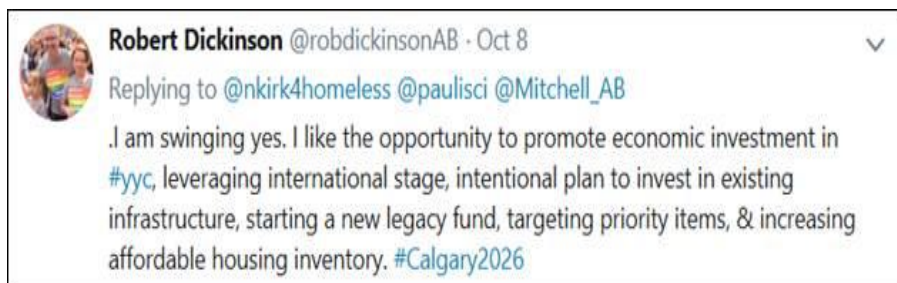 Robert Dickinson @robdickinsonAB · Oct 8
Replying to @nkirk4homeless @paulisci @Mitchell_AB
.I am swinging yes. I like the opportunity to promote economic investment in
#yyc, leveraging international stage, intentional plan to invest in existing
infrastructure, starting a new legacy fund, targeting priority items, & increasing
affordable housing inventory. #Calgary2026